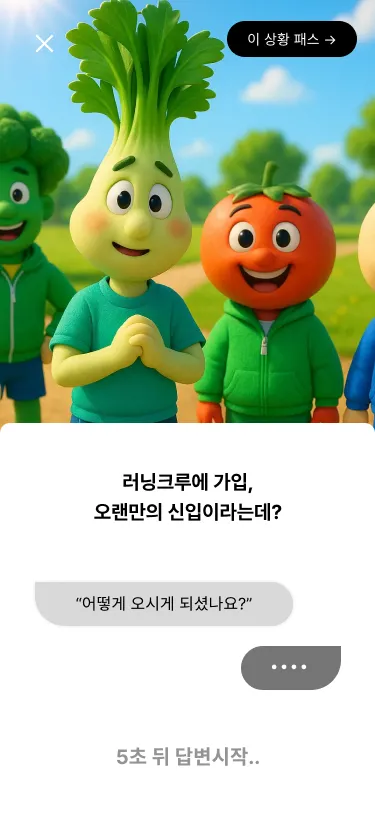 이 상황 패스 →
러닝크루에 가입,
오랜만의 신입이라는데?
“어떻게 오시게 되셨나요?”
••••
5초 뒤 답변시작..